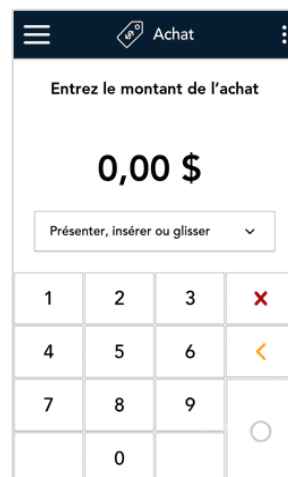 Achat
Entrez le montant de l'achat
0,00 $
Présenter, insérer ou glisser
1 2 3
4 5 6
7 8 9
0